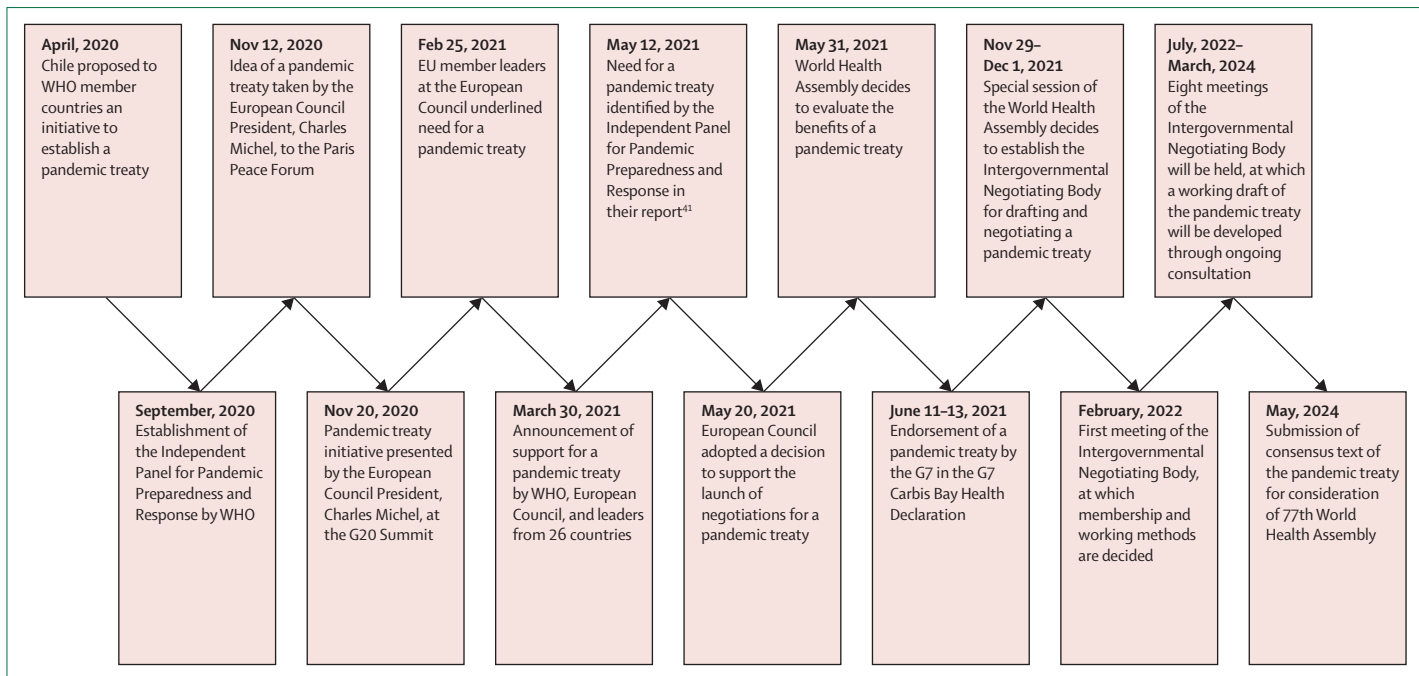 April, 2020
Chile proposed to
WHO member
countries an
initiative to
establish a
pandemic treaty
September, 2020
Establishment of
the Independent
Panel for Pandemic
Preparedness and
Response by WHO
Nov 12, 2020
Idea of a pandemic
treaty taken by the
European Council
President, Charles
Michel, to the Paris
Peace Forum
Nov 20, 2020
Pandemic treaty
initiative presented
by the European
Council President,
Charles Michel, at
the G20 Summit
Feb 25, 2021
EU member leaders
at the European
Council underlined
need for a
pandemic treaty
March 30, 2021
Announcement of
support for a
pandemic treaty
by WHO, European
Council, and leaders
from 26 countries
May 12, 2021
Need for a
pandemic treaty
identified by the
Independent Panel
for Pandemic
Preparedness and
Response in
their report⁴¹
May 20, 2021
European Council
adopted a decision
to support the
launch of
negotiations for a
pandemic treaty
May 31, 2021
World Health
Assembly decides
to evaluate the
benefits of a
pandemic treaty
June 11–13, 2021
Endorsement of a
pandemic treaty by
the G7 in the G7
Carbis Bay Health
Declaration
Nov 29–
Dec 1, 2021
Special session of
the World Health
Assembly decides
to establish the
Intergovernmental
Negotiating Body
for drafting and
negotiating a
pandemic treaty
February, 2022
First meeting of the
Intergovernmental
Negotiating Body,
at which
membership and
working methods
are decided
July, 2022–
March, 2024
Eight meetings
of the
Intergovernmental
Negotiating Body
will be held, at which
a working draft of
the pandemic treaty
will be developed
through ongoing
consultation
May, 2024
Submission of
consensus text of
the pandemic treaty
for consideration
of 77th World
Health Assembly